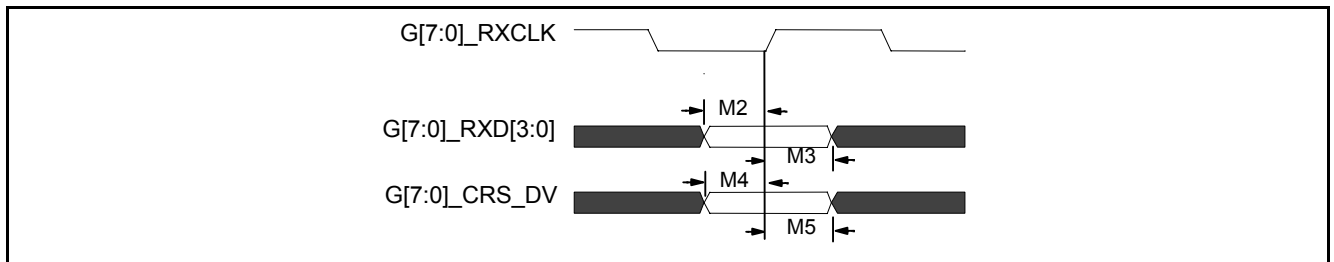 G[7:0]_RXCLK
M2
G[7:0]_RXD[3:0]
M3
M4
G[7:0]_CRS_DV
M5